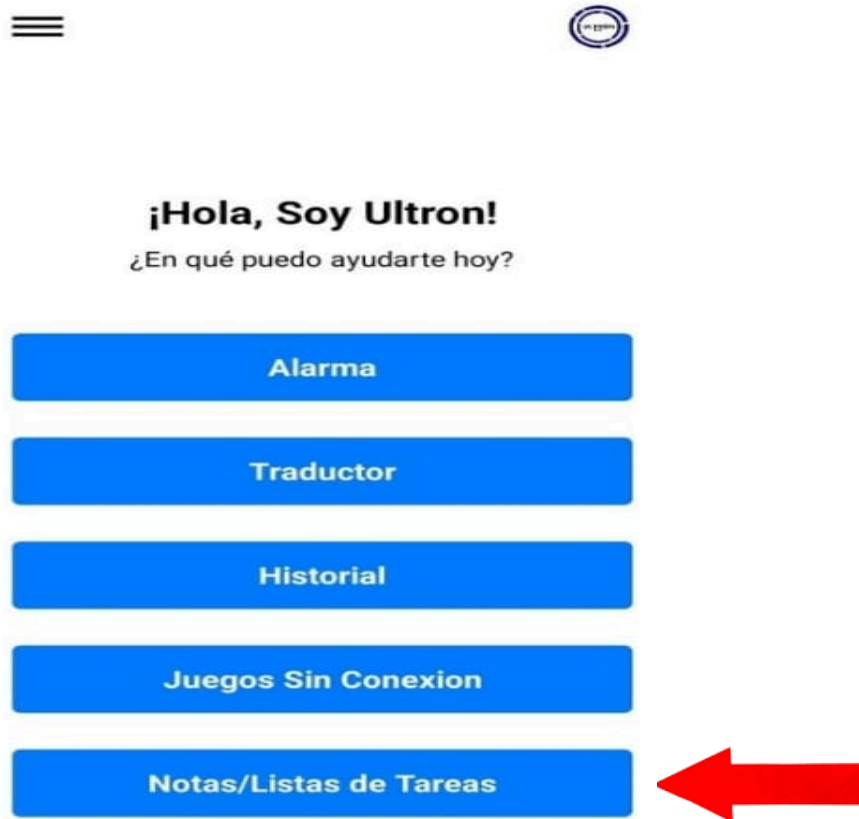 ¡Hola, Soy Ultron!
¿En qué puedo ayudarte hoy?
Alarma
Traductor
Historial
Juegos Sin Conexion
Notas/Listas de Tareas